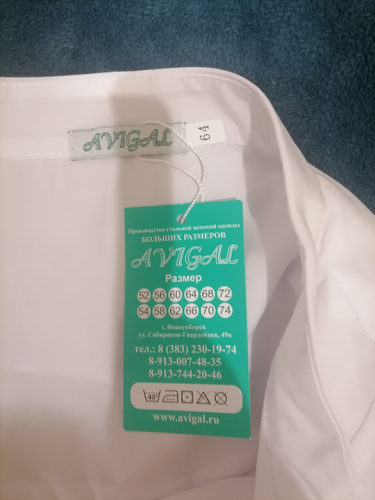 AVIGAL
64
Производство стильной женской одежды
БОЛЬШИХ РАЗМЕРОВ
AVIGAL
Размер
52 56 60 64 68 72
54 58 62 66 70 74
г. Новосибирск
ул. Сибиряков-Гвардейцев, 49а
тел.: 8 (383) 230-19-74
8-913-007-48-35
8-913-744-20-46
40°
www.avigal.ru